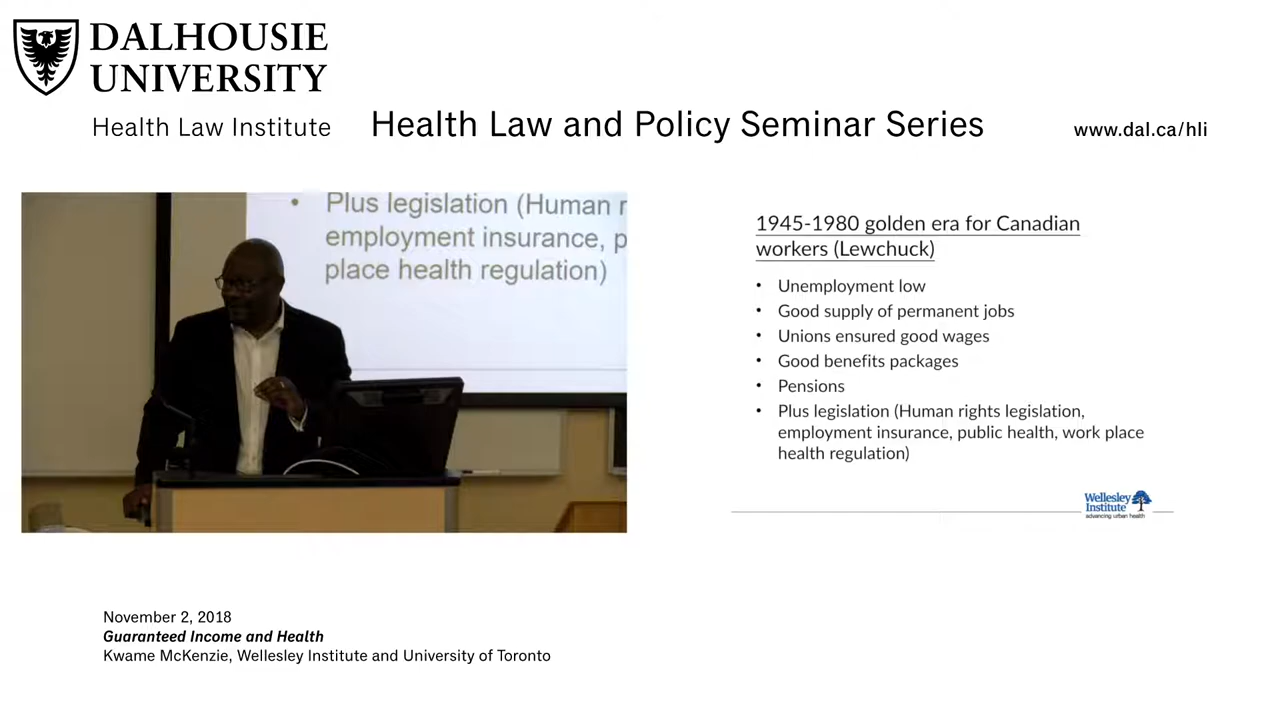 DALHOUSIE
UNIVERSITY
Health Law Institute
Health Law and Policy Seminar Series
www.dal.ca/hli
• Plus legislation (Human r
employment insurance, p
place health regulation)
1945-1980 golden era for Canadian
workers (Lewchuck)
• Unemployment low
• Good supply of permanent jobs
• Unions ensured good wages
• Good benefits packages
• Pensions
• Plus legislation (Human rights legislation,
employment insurance, public health, work place
health regulation)
Wellesley
Institute
advancing urban health
November 2, 2018
Guaranteed Income and Health
Kwame McKenzie, Wellesley Institute and University of Toronto